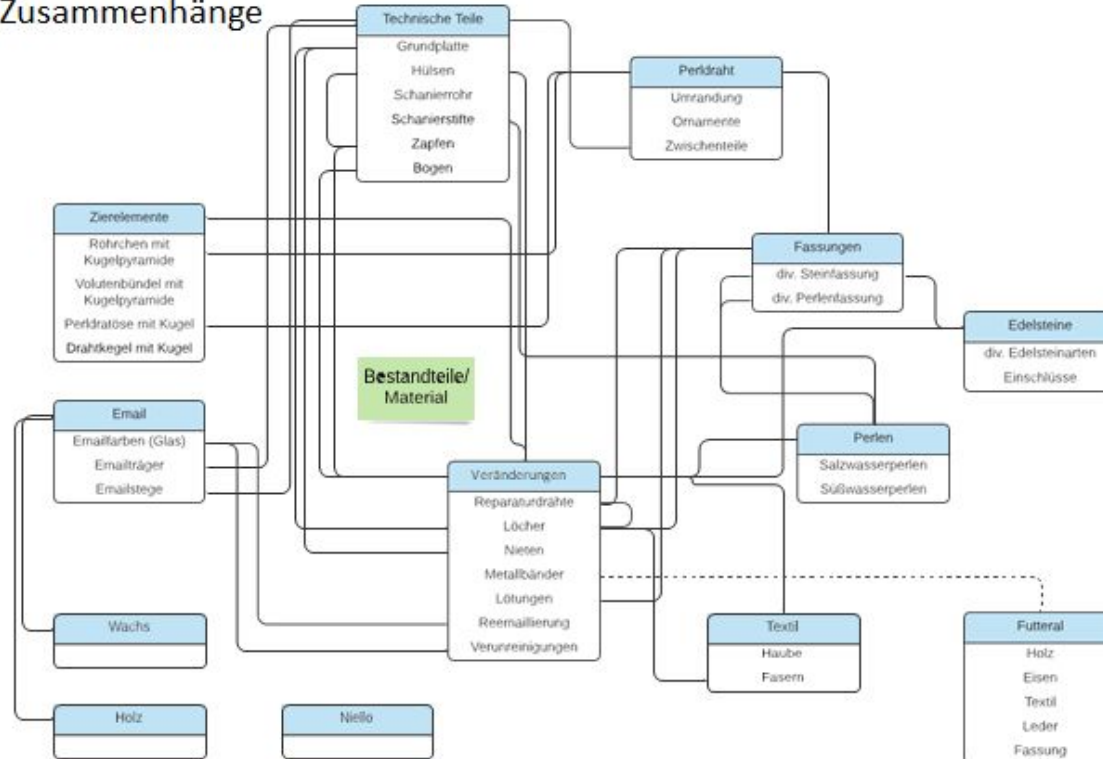 Zusammenhänge
Technische Teile
Grundplatte
Hülsen
Schanierrohr
Schanierstifte
Zapfen
Bogen
Perldraht
Umrandung
Ornamente
Zwischenteile
Zierelemente
Röhrchen mit
Kugelpyramide
Volutenbündel mit
Kugelpyramide
Perldratöse mit Kugel
Drahtkegel mit Kugel
Fassungen
div. Steinfassung
div. Perlenfassung
Edelsteine
div. Edelsteinarten
Einschlüsse
Bestandteile/
Material
Email
Emailfarben (Glas)
Emailträger
Emailstege
Perlen
Salzwasserperlen
Süßwasserperlen
Veränderungen
Reparaturdrähte
Löcher
Nieten
Metallbänder
Lötungen
Reemaillierung
Verunreinigungen
Wachs
Textil
Haube
Fasern
Futteral
Holz
Eisen
Textil
Leder
Fassung
Holz
Niello